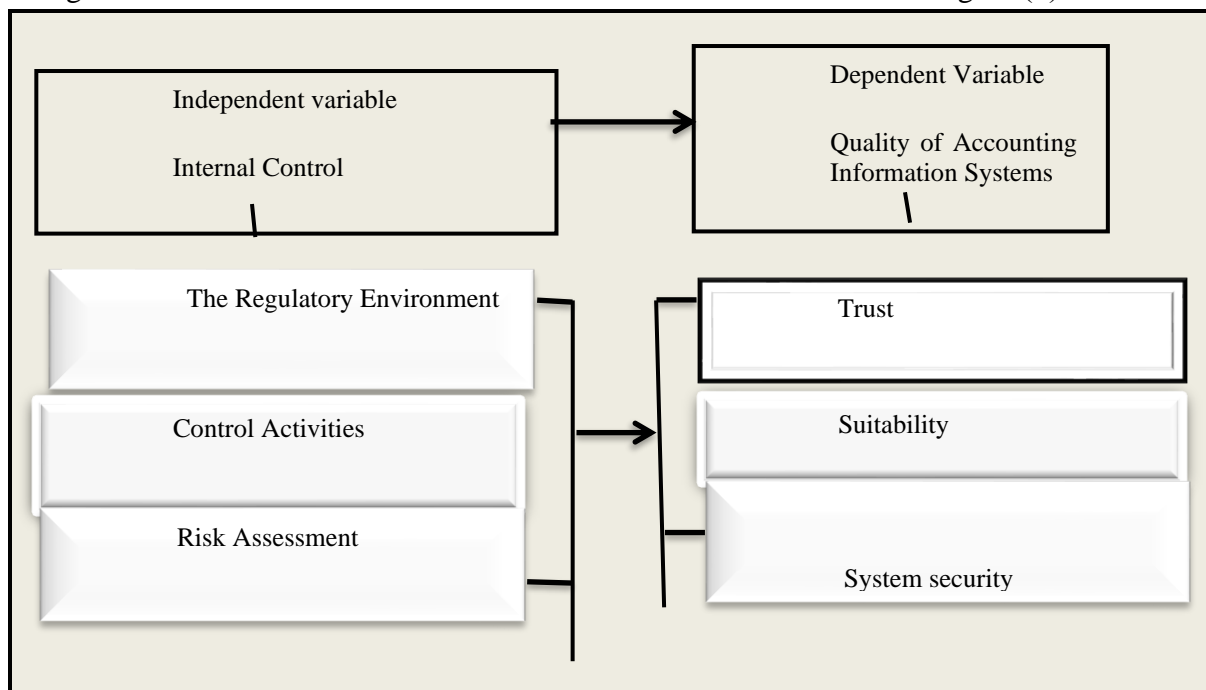 Independent variable
Internal Control
Dependent Variable
Quality of Accounting
Information Systems
The Regulatory Environment
Control Activities
Risk Assessment
Trust
Suitability
System security